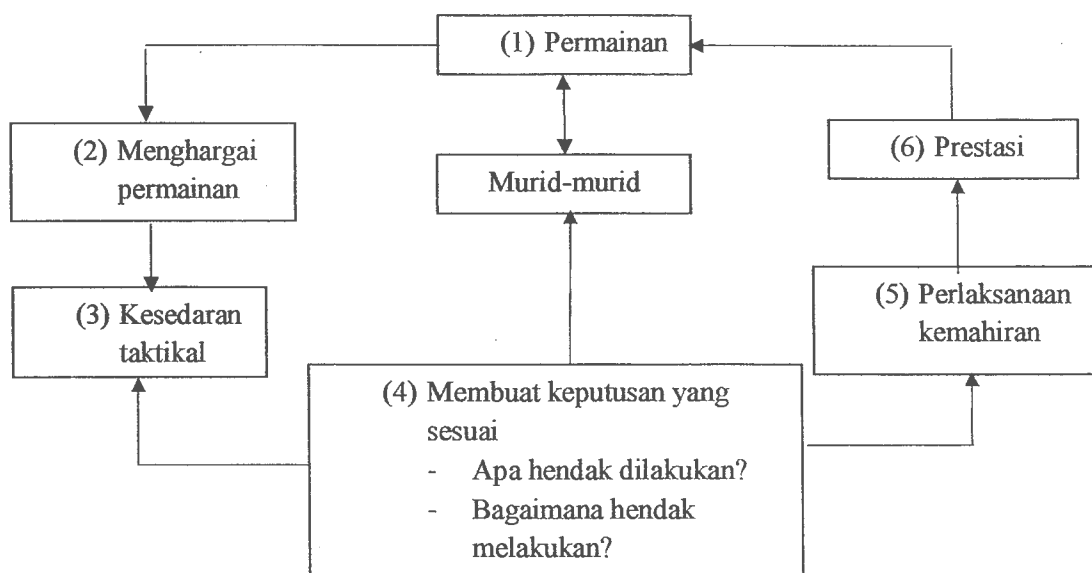 (1) Permainan
(2) Menghargai
permainan
Murid-murid
(6) Prestasi
(3) Kesedaran
taktikal
(5) Perlaksanaan
kemahiran
(4) Membuat keputusan yang
sesuai
- Apa hendak dilakukan?
- Bagaimana hendak
melakukan?